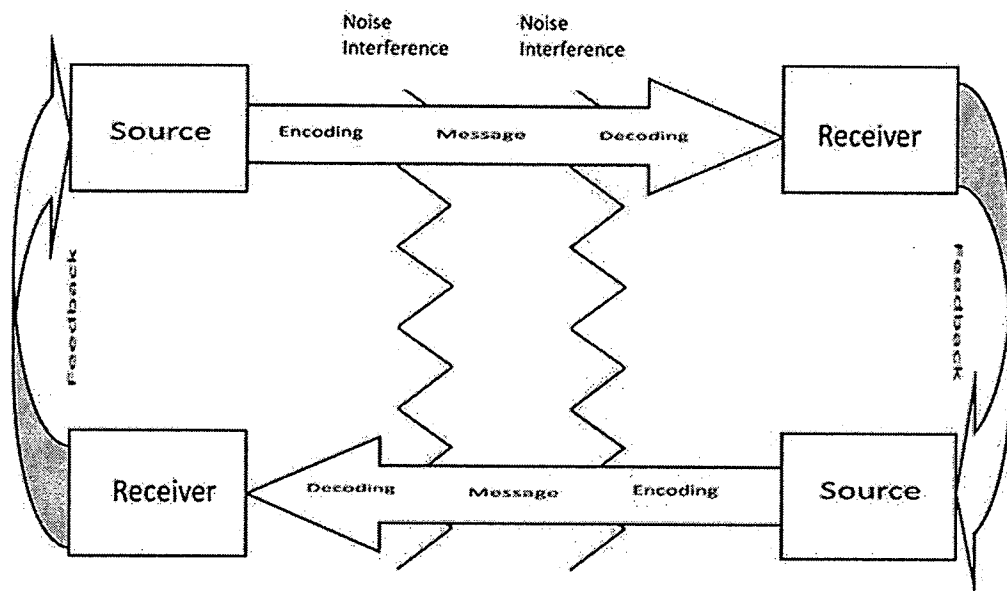 Noise
Interference
Noise
Interference
Source
Encoding
Message
Decoding
Receiver
Feedback
Feedback
Receiver
Decoding
Message
Encoding
Source